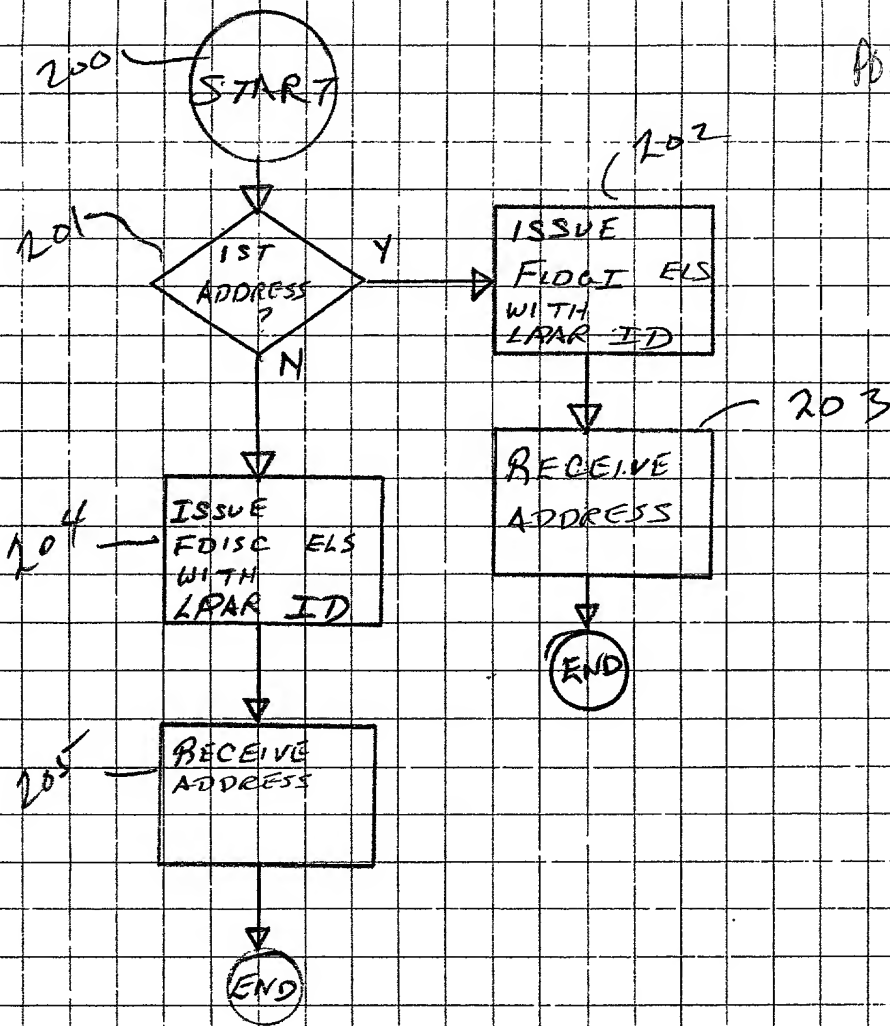 200
START
201
1ST
ADDRESS
?
Y
N
202
ISSUE
FLOGI ELS
WITH
LPAR ID
203
RECEIVE
ADDRESS
END
204
ISSUE
FDISC ELS
WITH
LPAR ID
205
RECEIVE
ADDRESS
END